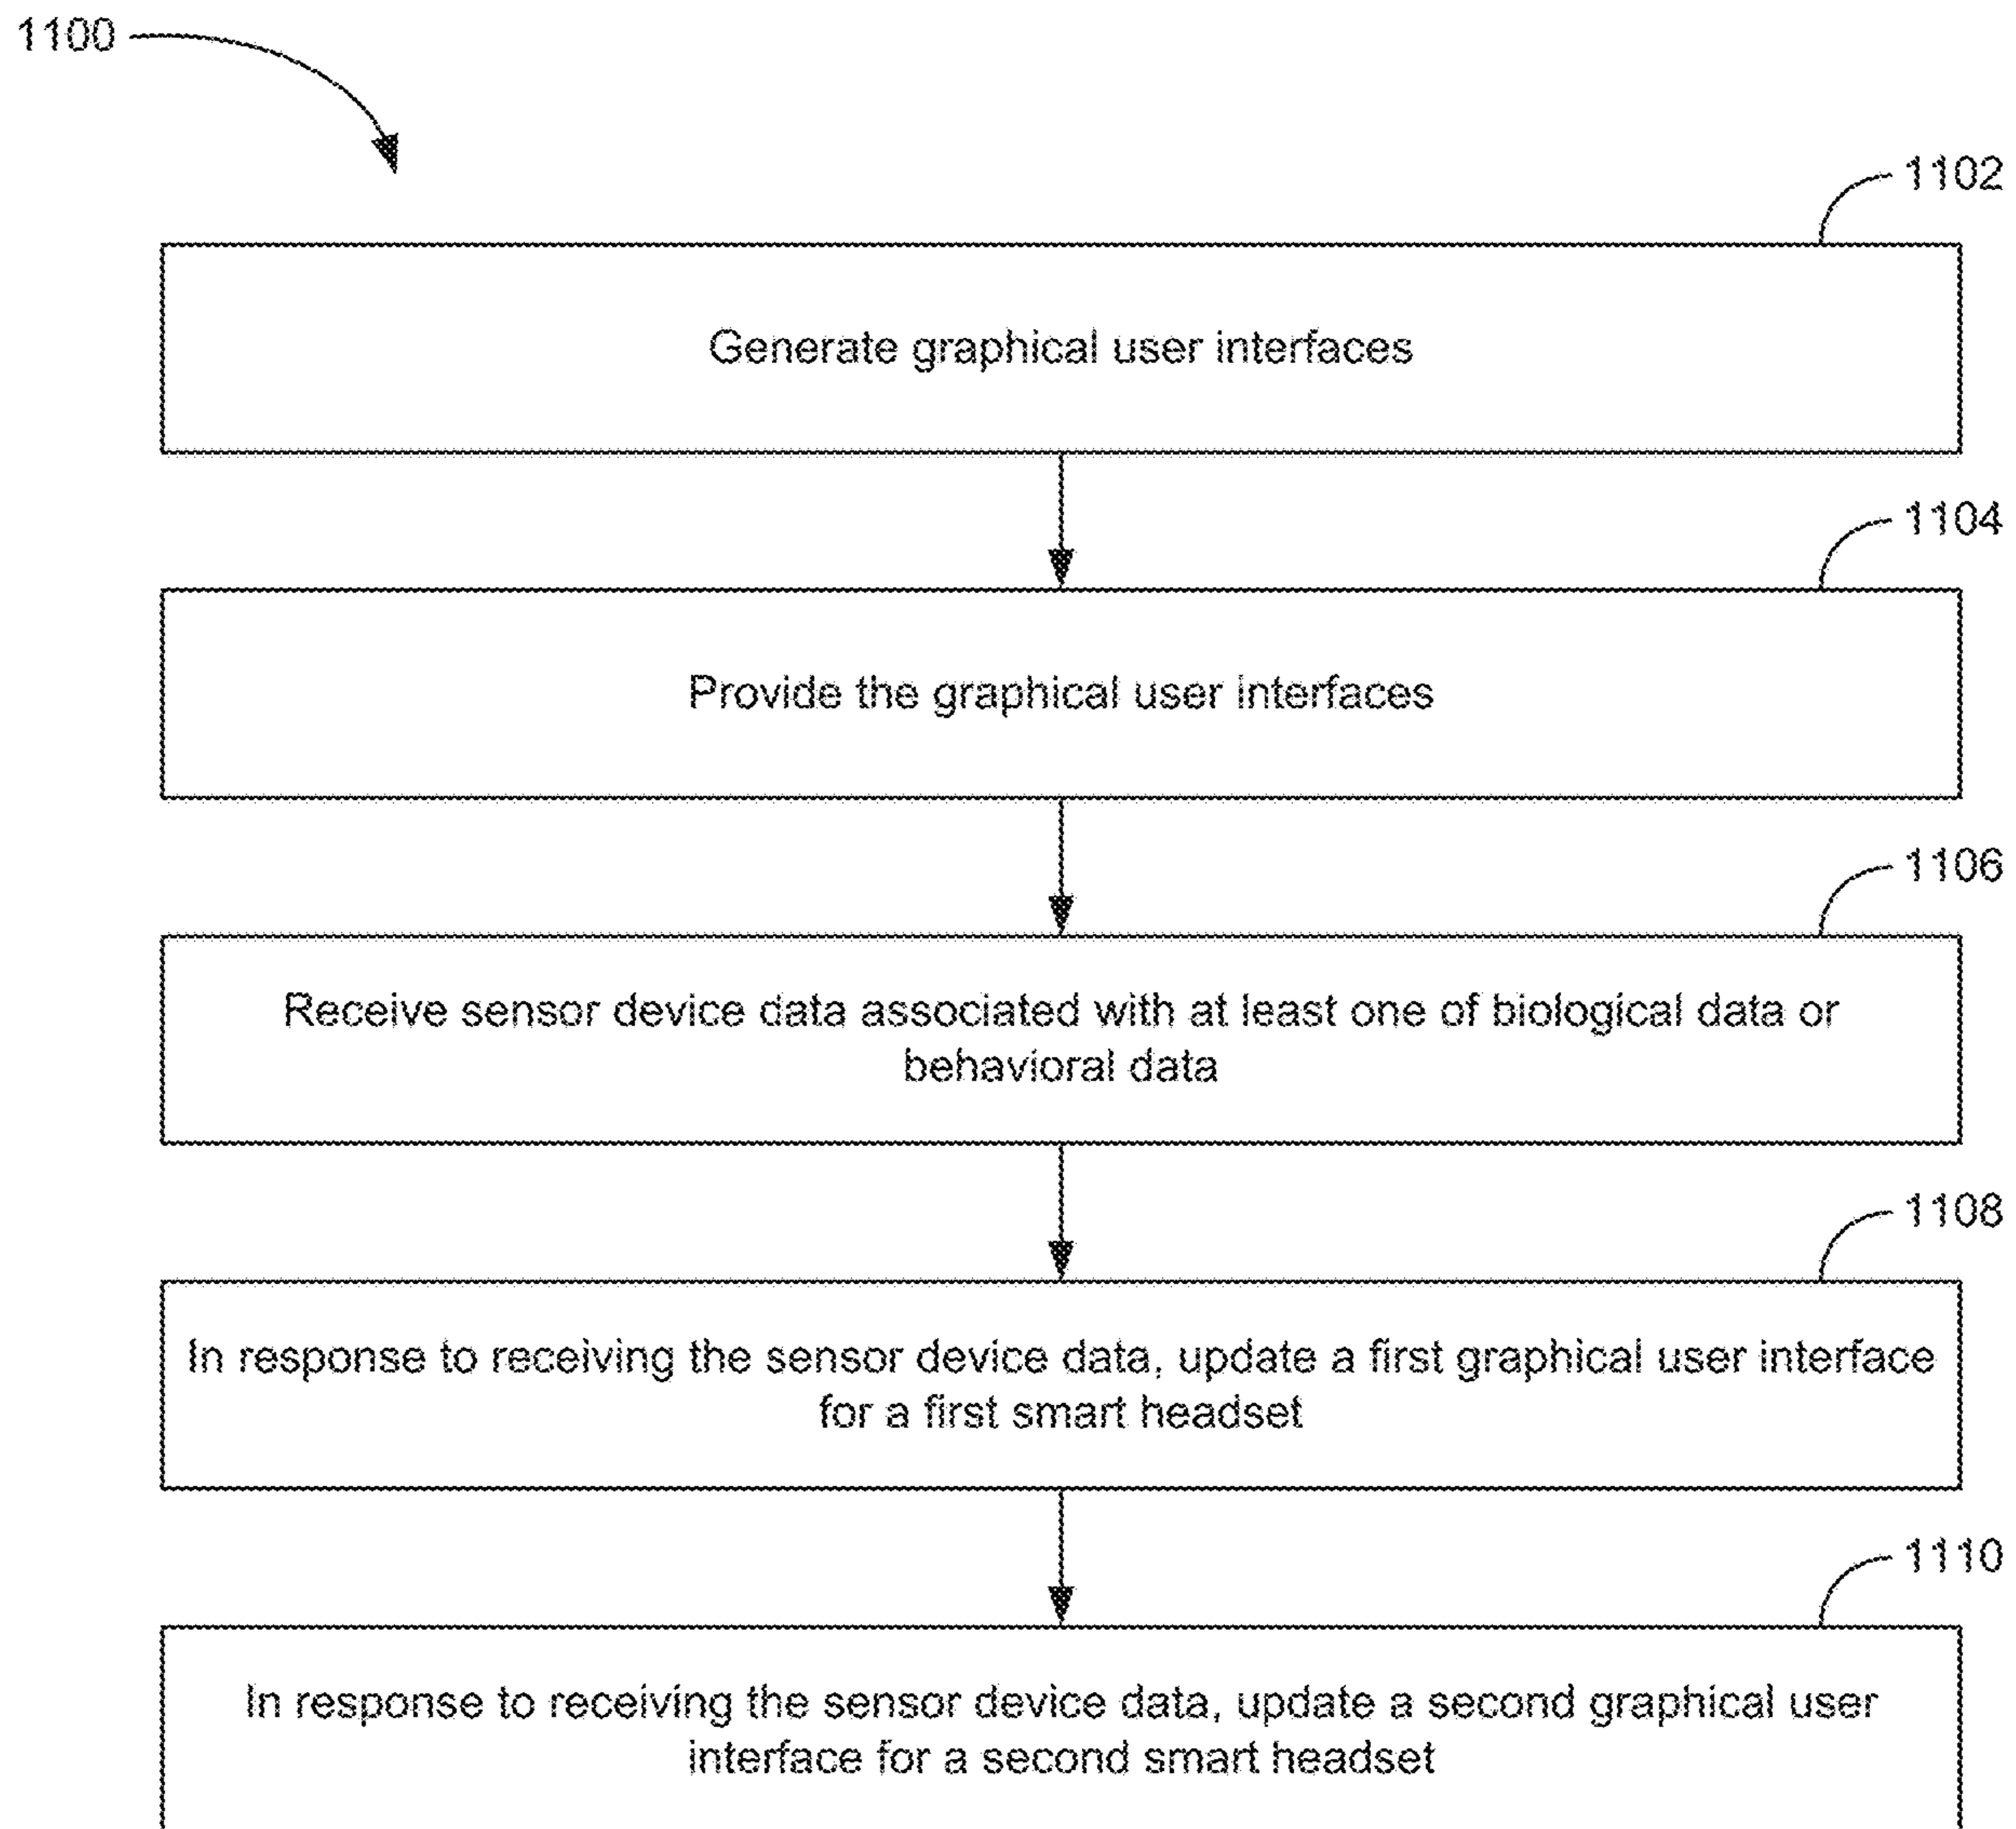 1100
1102
Generate graphical user interfaces
1104
Provide the graphical user interfaces
1106
Receive sensor device data associated with at least one of biological data or
behavioral data
1108
In response to receiving the sensor device data, update a first graphical user interface
for a first smart headset
1110
In response to receiving the sensor device data, update a second graphical user
interface for a second smart headset